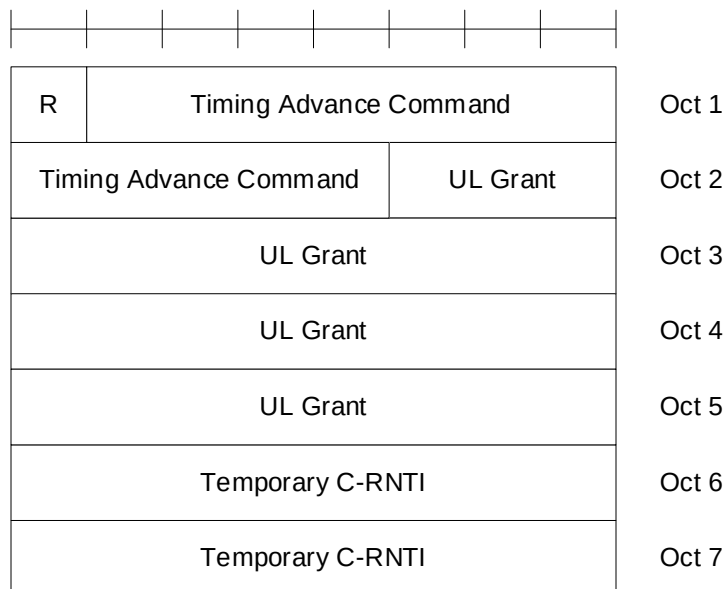 R Timing Advance Command Oct 1
Timing Advance Command UL Grant Oct 2
UL Grant Oct 3
UL Grant Oct 4
UL Grant Oct 5
Temporary C-RNTI Oct 6
Temporary C-RNTI Oct 7